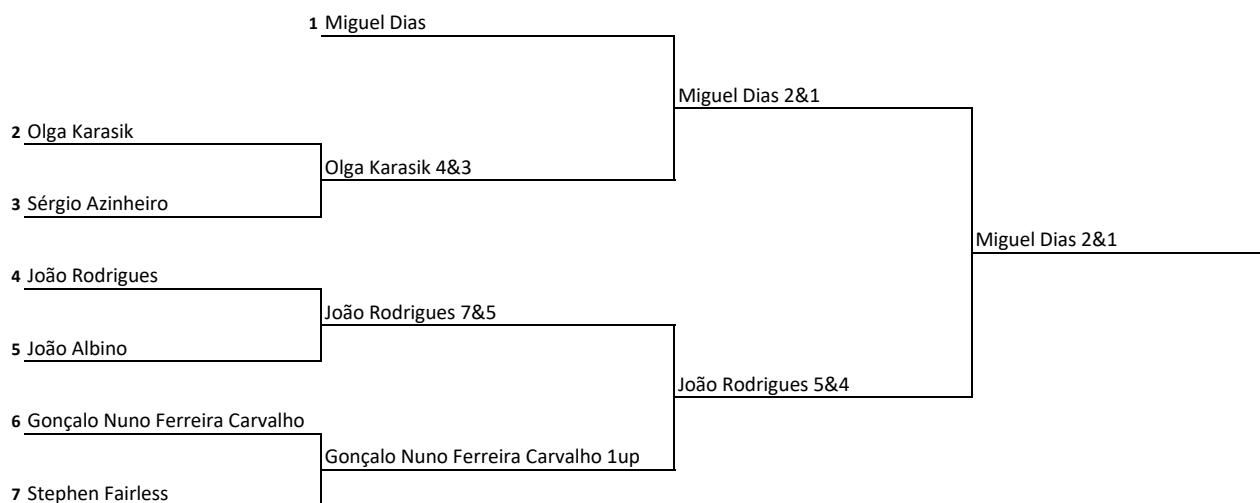 1 Miguel Dias
Miguel Dias 2&1
2 Olga Karasik
Olga Karasik 4&3
3 Sérgio Azinheiro
Miguel Dias 2&1
4 João Rodrigues
João Rodrigues 7&5
5 João Albino
João Rodrigues 5&4
6 Gonçalo Nuno Ferreira Carvalho
Gonçalo Nuno Ferreira Carvalho 1up
7 Stephen Fairless